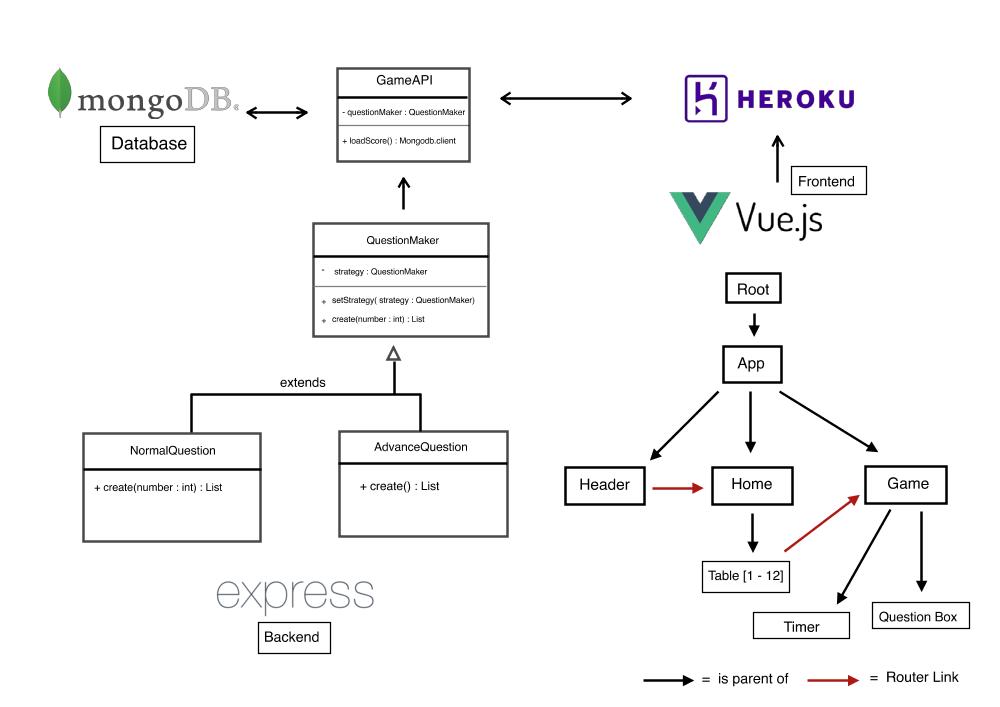 mongoDB®
Database
GameAPI
- questionMaker : QuestionMaker
+ loadScore() : Mongodb.client
HEROKU
Frontend
Vue.js
QuestionMaker
- strategy : QuestionMaker
+ setStrategy( strategy : QuestionMaker)
+ create(number : int) : List
extends
NormalQuestion
+ create(number : int) : List
AdvanceQuestion
+ create() : List
express
Backend
Root
App
Header
Home
Game
Table [1 - 12]
Timer
Question Box
= is parent of
= Router Link